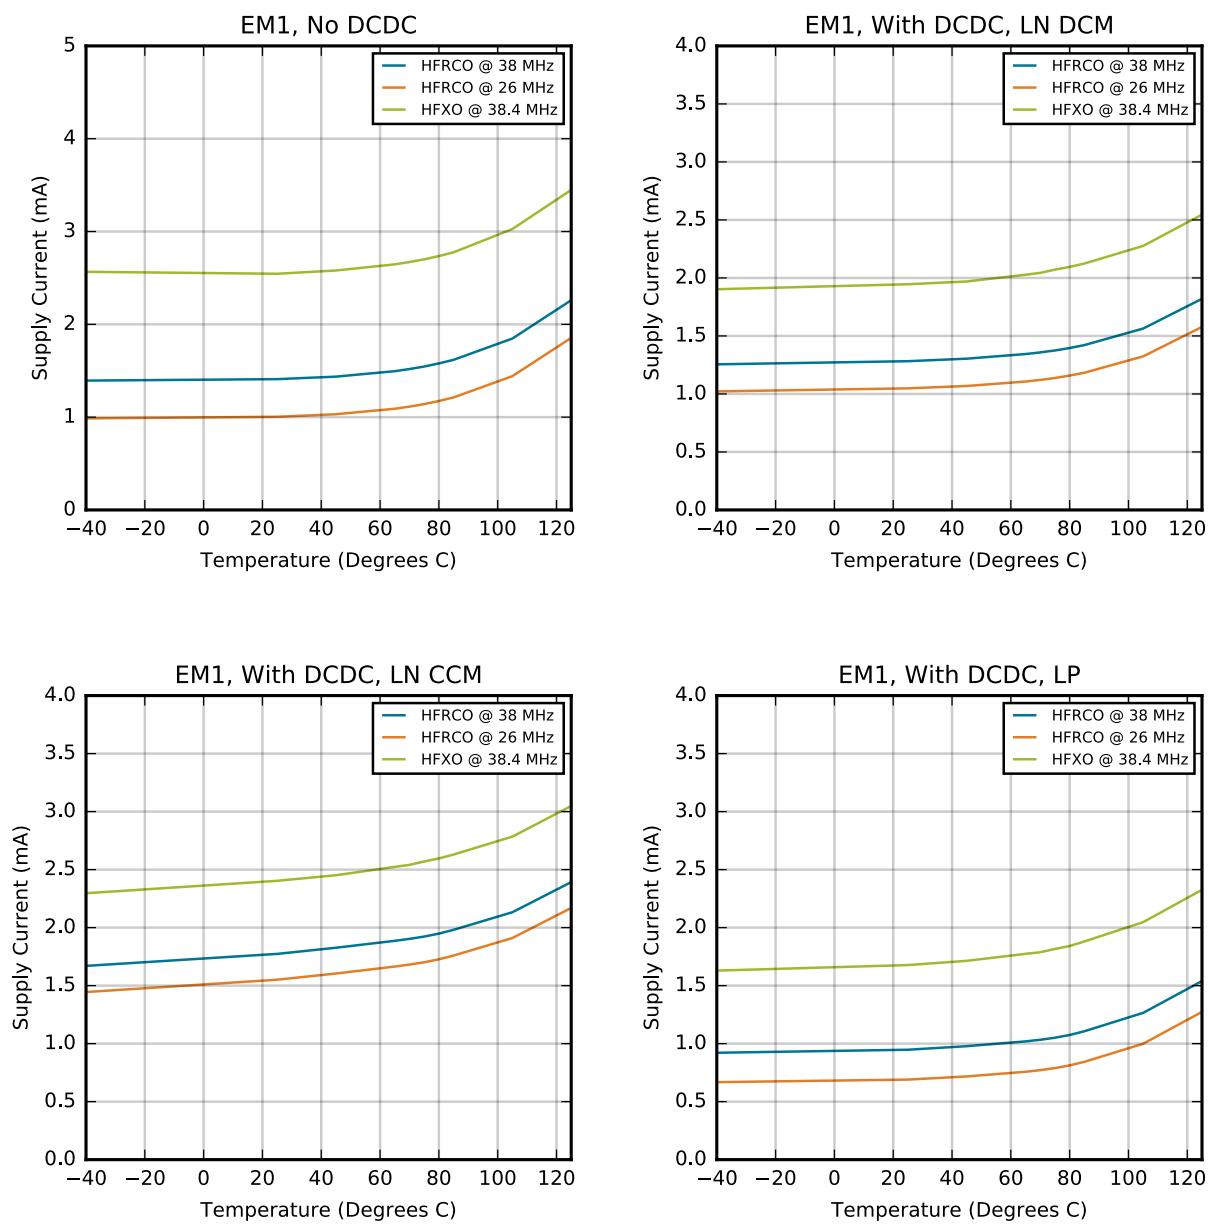 EM1, No DCDC
5
4
3
2
1
0
Supply Current (mA)
HFRCO @ 38 MHz
HFRCO @ 26 MHz
HFXO @ 38.4 MHz
−40 −20 0 20 40 60 80 100 120
Temperature (Degrees C)
EM1, With DCDC, LN DCM
4.0
3.5
3.0
2.5
2.0
1.5
1.0
0.5
0.0
Supply Current (mA)
HFRCO @ 38 MHz
HFRCO @ 26 MHz
HFXO @ 38.4 MHz
−40 −20 0 20 40 60 80 100 120
Temperature (Degrees C)
EM1, With DCDC, LN CCM
4.0
3.5
3.0
2.5
2.0
1.5
1.0
0.5
0.0
Supply Current (mA)
HFRCO @ 38 MHz
HFRCO @ 26 MHz
HFXO @ 38.4 MHz
−40 −20 0 20 40 60 80 100 120
Temperature (Degrees C)
EM1, With DCDC, LP
4.0
3.5
3.0
2.5
2.0
1.5
1.0
0.5
0.0
Supply Current (mA)
HFRCO @ 38 MHz
HFRCO @ 26 MHz
HFXO @ 38.4 MHz
−40 −20 0 20 40 60 80 100 120
Temperature (Degrees C)